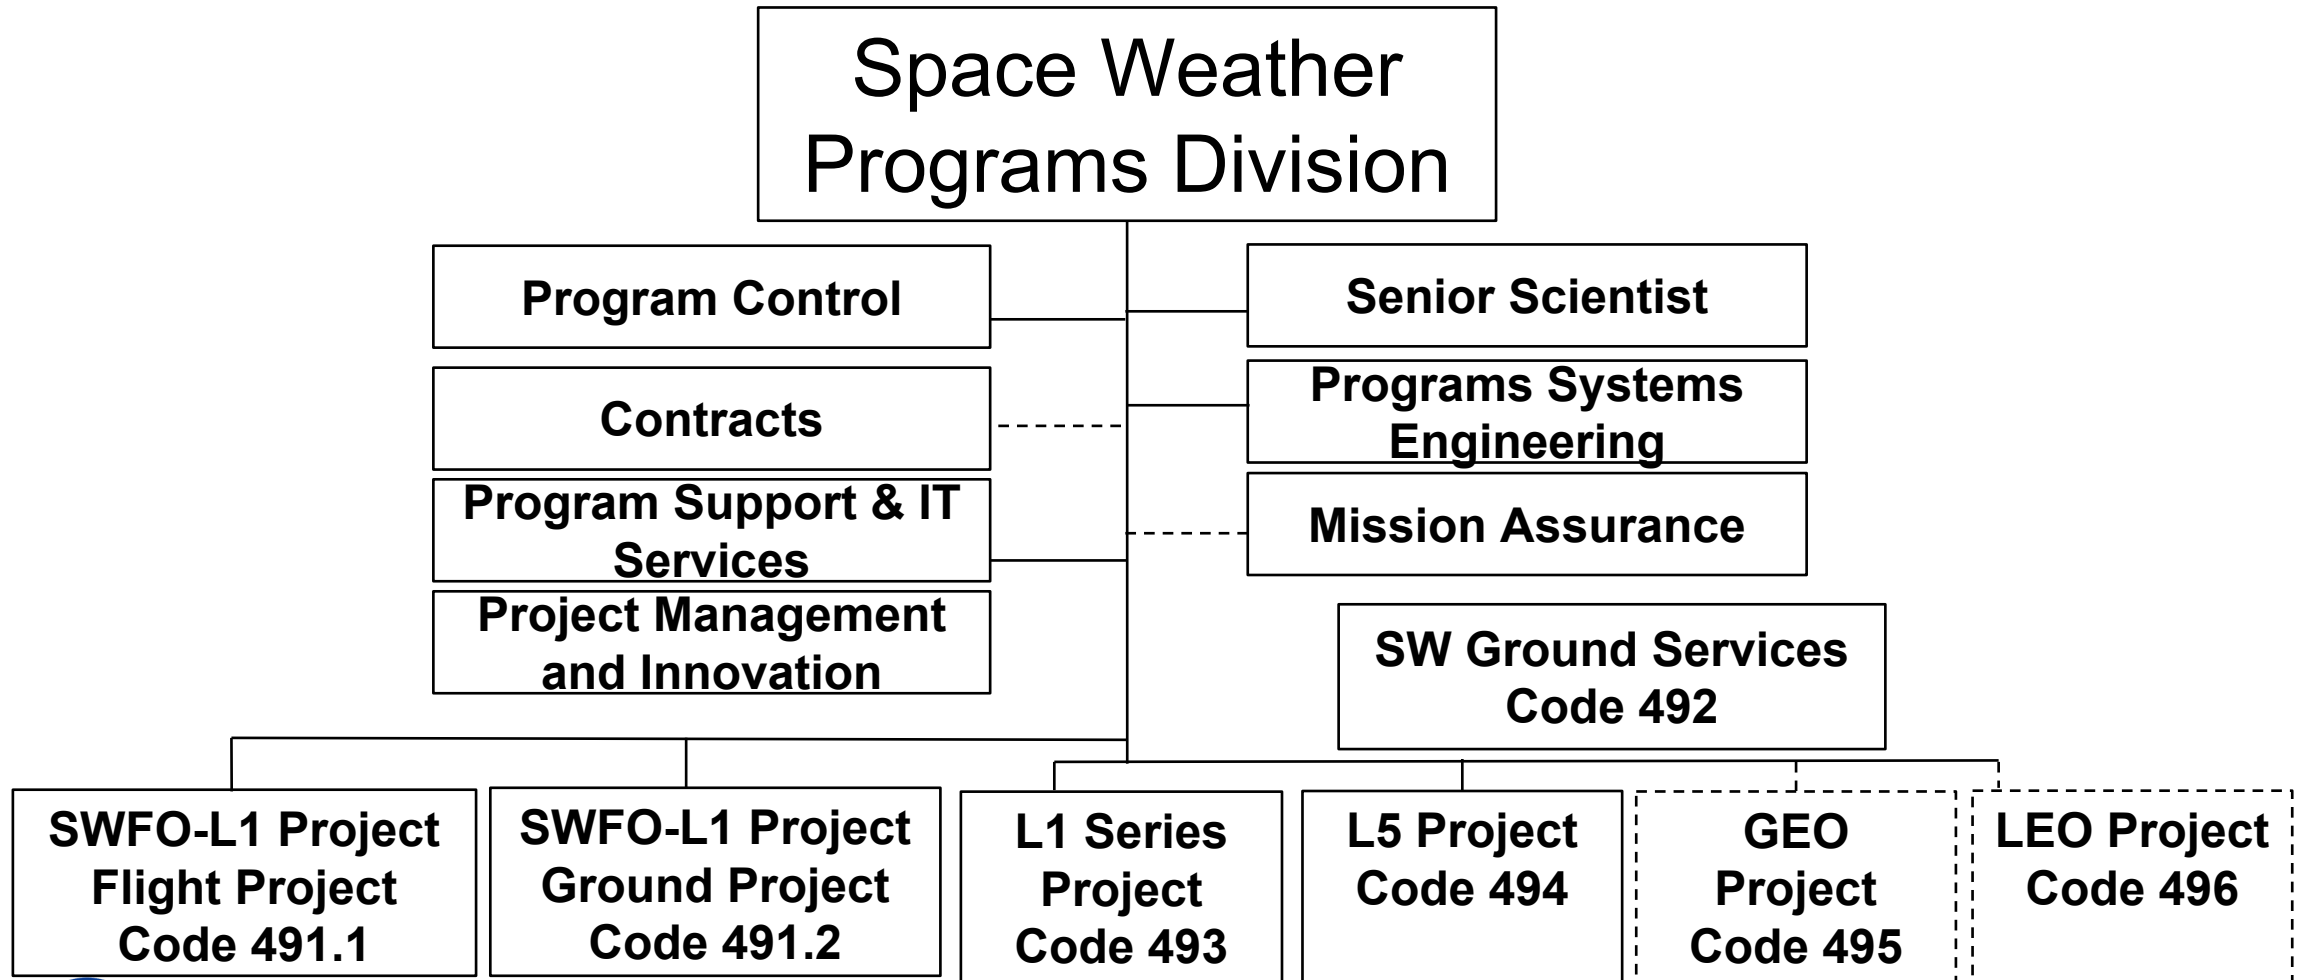 Space Weather
Programs Division
Program Control
Senior Scientist
Contracts
Programs Systems
Engineering
Program Support & IT
Services
Mission Assurance
Project Management
and Innovation
SW Ground Services
Code 492
SWFO-L1 Project
Flight Project
Code 491.1
SWFO-L1 Project
Ground Project
Code 491.2
L1 Series
Project
Code 493
L5 Project
Code 494
GEO
Project
Code 495
LEO Project
Code 496